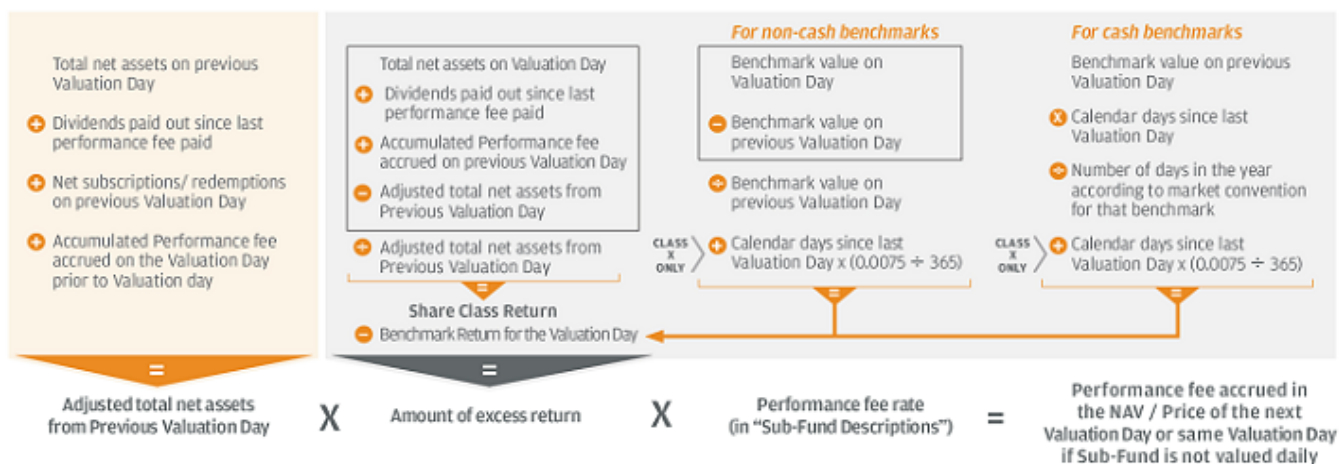 Total net assets on previous
Valuation Day
+ Dividends paid out since last
performance fee paid
+ Net subscriptions/ redemptions
on previous Valuation Day
+ Accumulated Performance fee
accrued on the Valuation Day
prior to Valuation day
=
Adjusted total net assets
from Previous Valuation Day
X
Total net assets on Valuation Day
+ Dividends paid out since last
performance fee paid
+ Accumulated Performance fee
accrued on previous Valuation Day
− Adjusted total net assets from
Previous Valuation Day
÷ Adjusted total net assets from
Previous Valuation Day
=
Share Class Return
− Benchmark Return for the Valuation Day
=
Amount of excess return
For non-cash benchmarks
Benchmark value on
Valuation Day
− Benchmark value on
previous Valuation Day
÷ Benchmark value on
previous Valuation Day
CLASS
X
ONLY
+ Calendar days since last
Valuation Day x (0.0075 ÷ 365)
=
For cash benchmarks
Benchmark value on previous
Valuation Day
X Calendar days since last
Valuation Day
÷ Number of days in the year
according to market convention
for that benchmark
CLASS
X
ONLY
+ Calendar days since last
Valuation Day x (0.0075 ÷ 365)
=
X
Performance fee rate
(in “Sub-Fund Descriptions”)
=
Performance fee accrued in
the NAV / Price of the next
Valuation Day or same Valuation Day
if Sub-Fund is not valued daily